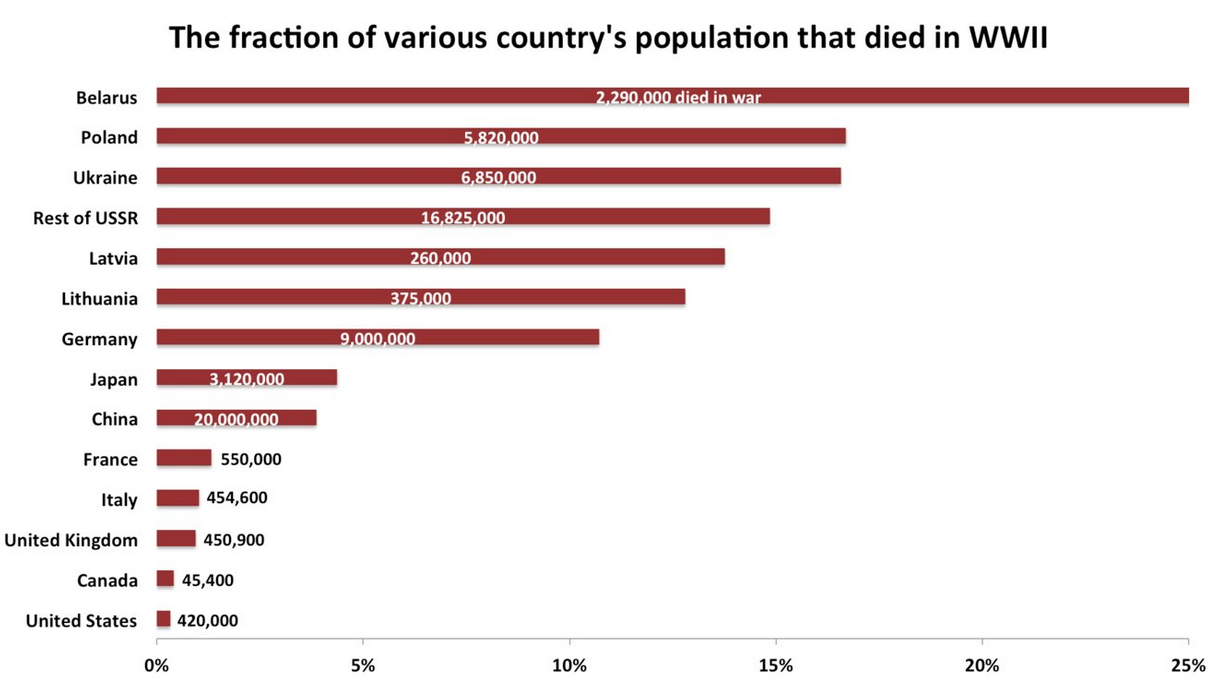 The fraction of various country's population that died in WWII
Belarus 2,290,000 died in war
Poland 5,820,000
Ukraine 6,850,000
Rest of USSR 16,825,000
Latvia 260,000
Lithuania 375,000
Germany 9,000,000
Japan 3,120,000
China 20,000,000
France 550,000
Italy 454,600
United Kingdom 450,900
Canada 45,400
United States 420,000
0% 5% 10% 15% 20% 25%